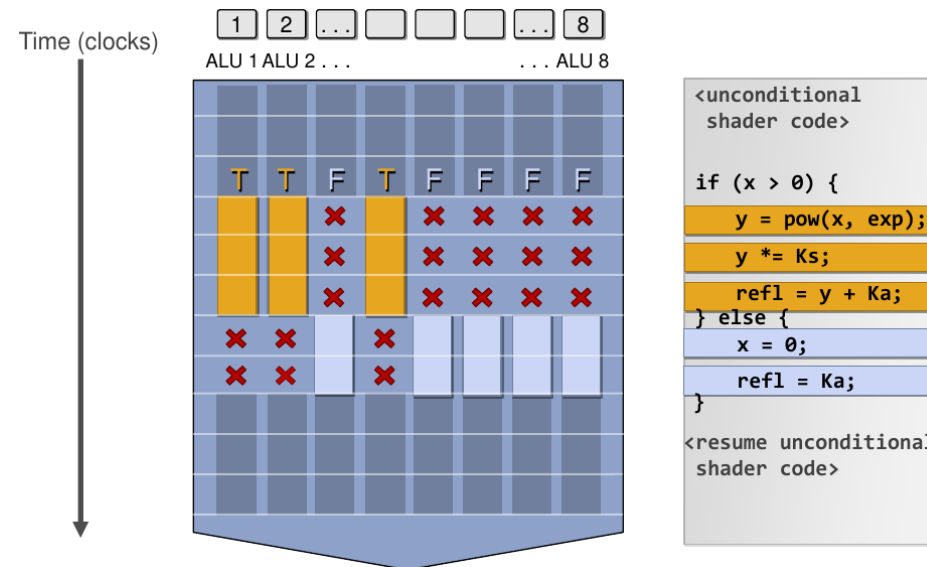 1 2 ... ... 8
Time (clocks)
ALU 1 ALU 2 . . . . . . ALU 8
T T F T F F F F
<unconditional
shader code>
if (x > 0) {
y = pow(x, exp);
y *= Ks;
refl = y + Ka;
} else {
x = 0;
refl = Ka;
}
<resume unconditional
shader code>